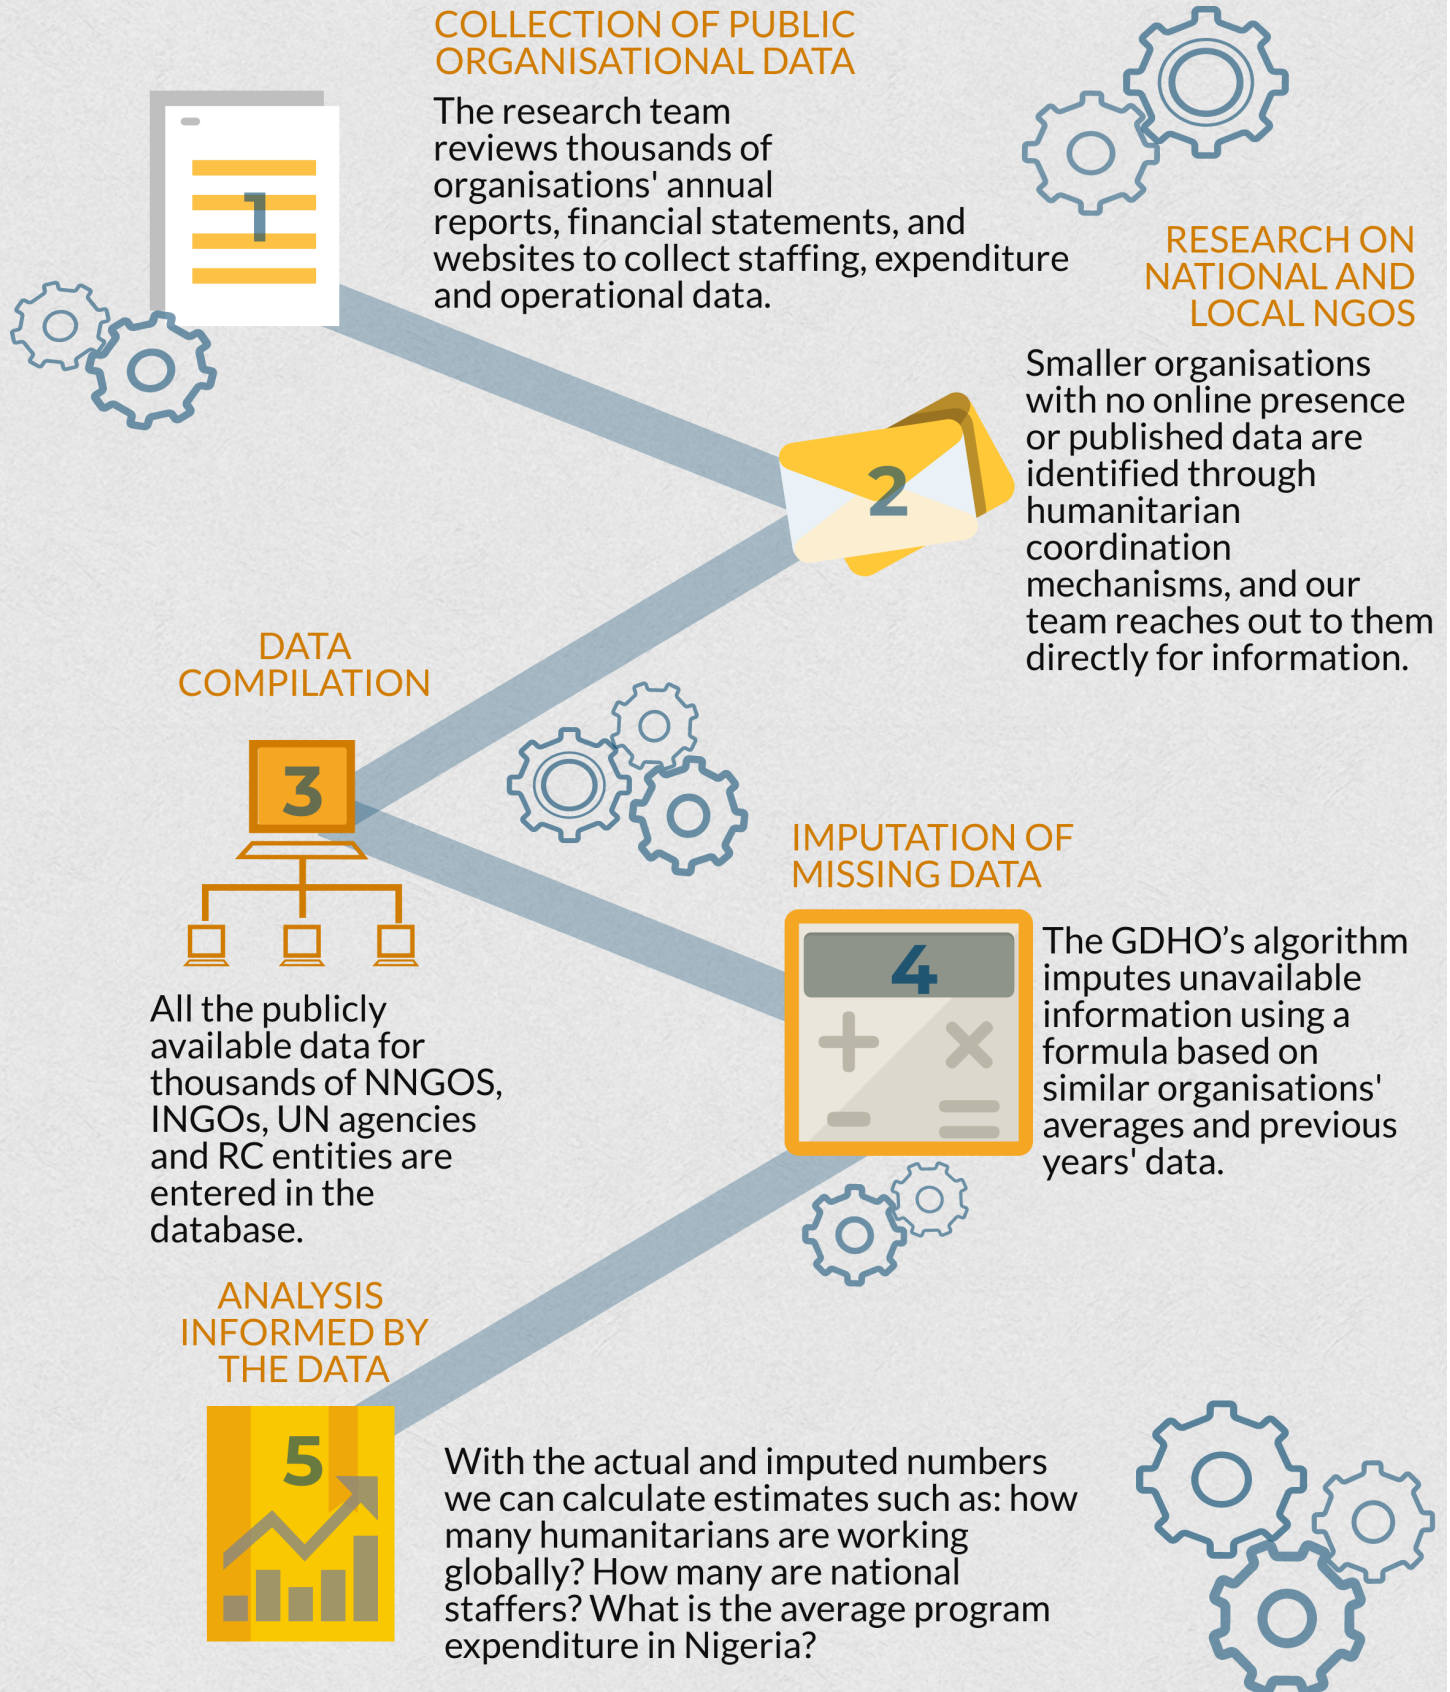 COLLECTION OF PUBLIC
ORGANISATIONAL DATA
The research team
reviews thousands of
organisations' annual
reports, financial statements, and
websites to collect staffing, expenditure
and operational data.
1
RESEARCH ON
NATIONAL AND
LOCAL NGOS
Smaller organisations
with no online presence
or published data are
identified through
humanitarian
coordination
mechanisms, and our
team reaches out to them
directly for information.
2
DATA
COMPILATION
3
All the publicly
available data for
thousands of NNGOS,
INGOs, UN agencies
and RC entities are
entered in the
database.
IMPUTATION OF
MISSING DATA
4
The GDHO’s algorithm
imputes unavailable
information using a
formula based on
similar organisations'
averages and previous
years' data.
ANALYSIS
INFORMED BY
THE DATA
5
With the actual and imputed numbers
we can calculate estimates such as: how
many humanitarians are working
globally? How many are national
staffers? What is the average program
expenditure in Nigeria?